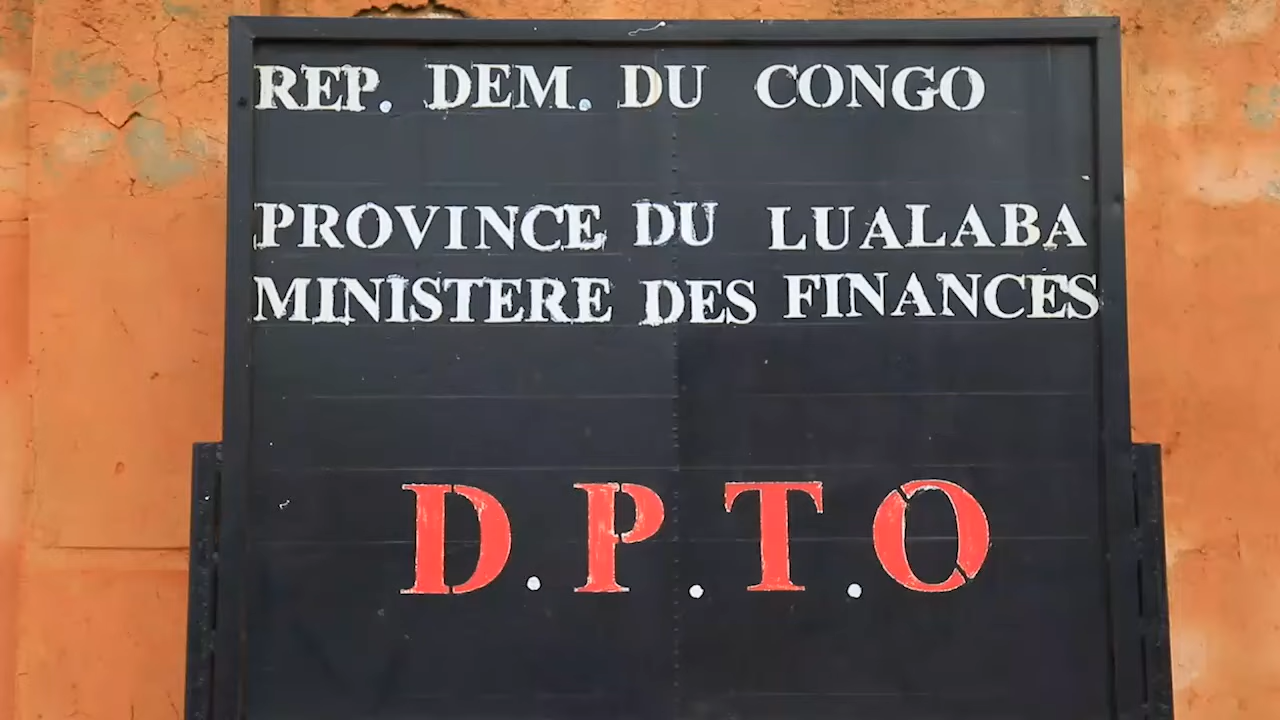 REP. DEM. DU CONGO
PROVINCE DU LUALABA
MINISTERE DES FINANCES
D.P.T.O